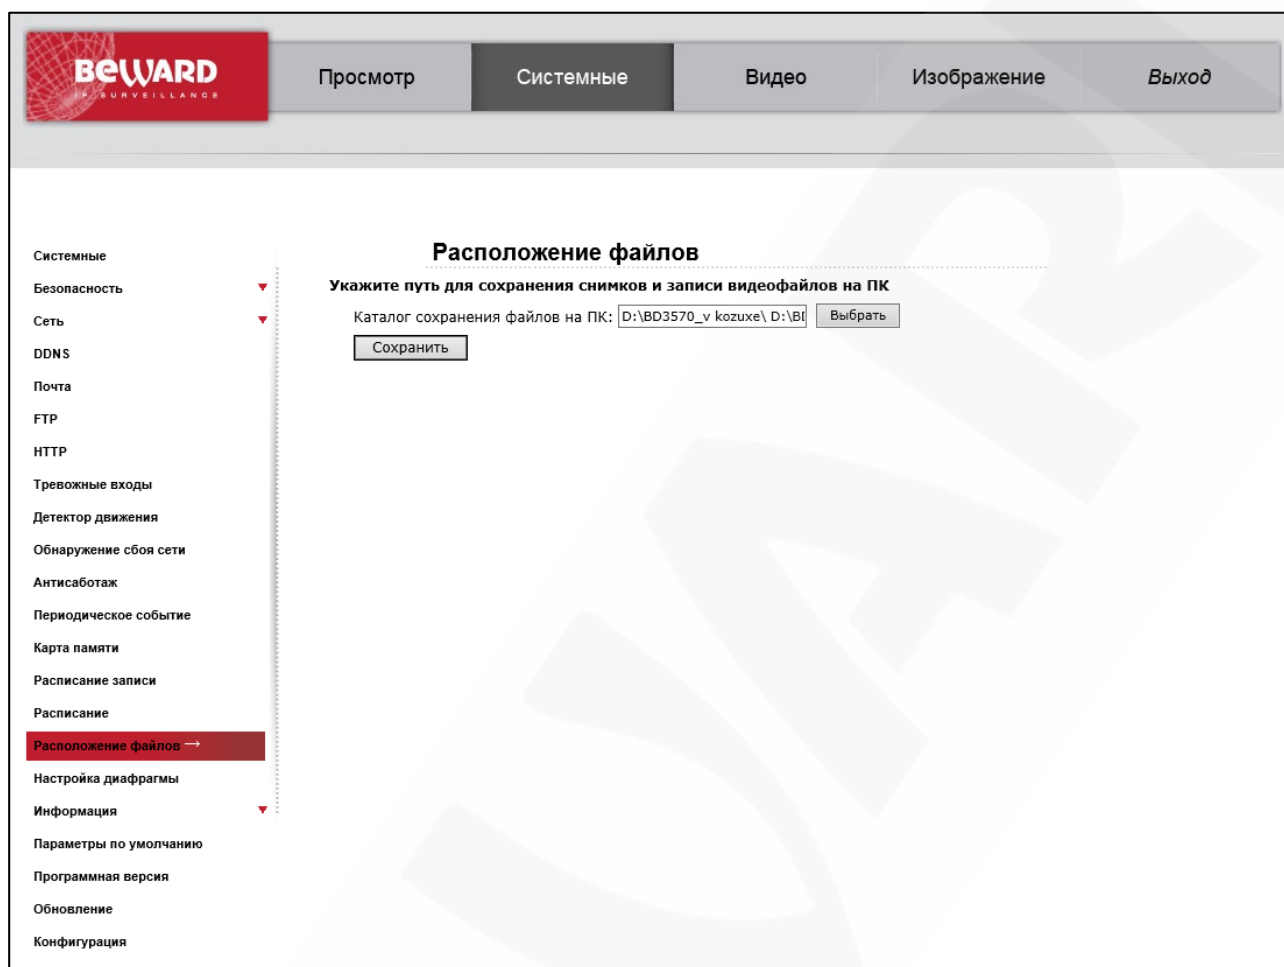 BEWARD
IP SURVEILLANCE
Просмотр
Системные
Видео
Изображение
Выход
Системные
Безопасность
Сеть
DDNS
Почта
FTP
HTTP
Тревожные входы
Детектор движения
Обнаружение сбоя сети
Антисаботаж
Периодическое событие
Карта памяти
Расписание записи
Расписание
Расположение файлов →
Настройка диафрагмы
Информация
Параметры по умолчанию
Программная версия
Обновление
Конфигурация
Расположение файлов
Укажите путь для сохранения снимков и записи видеофайлов на ПК
Каталог сохранения файлов на ПК: D:\BD3570_v kozuxe\ D:\BD Выбрать
Сохранить